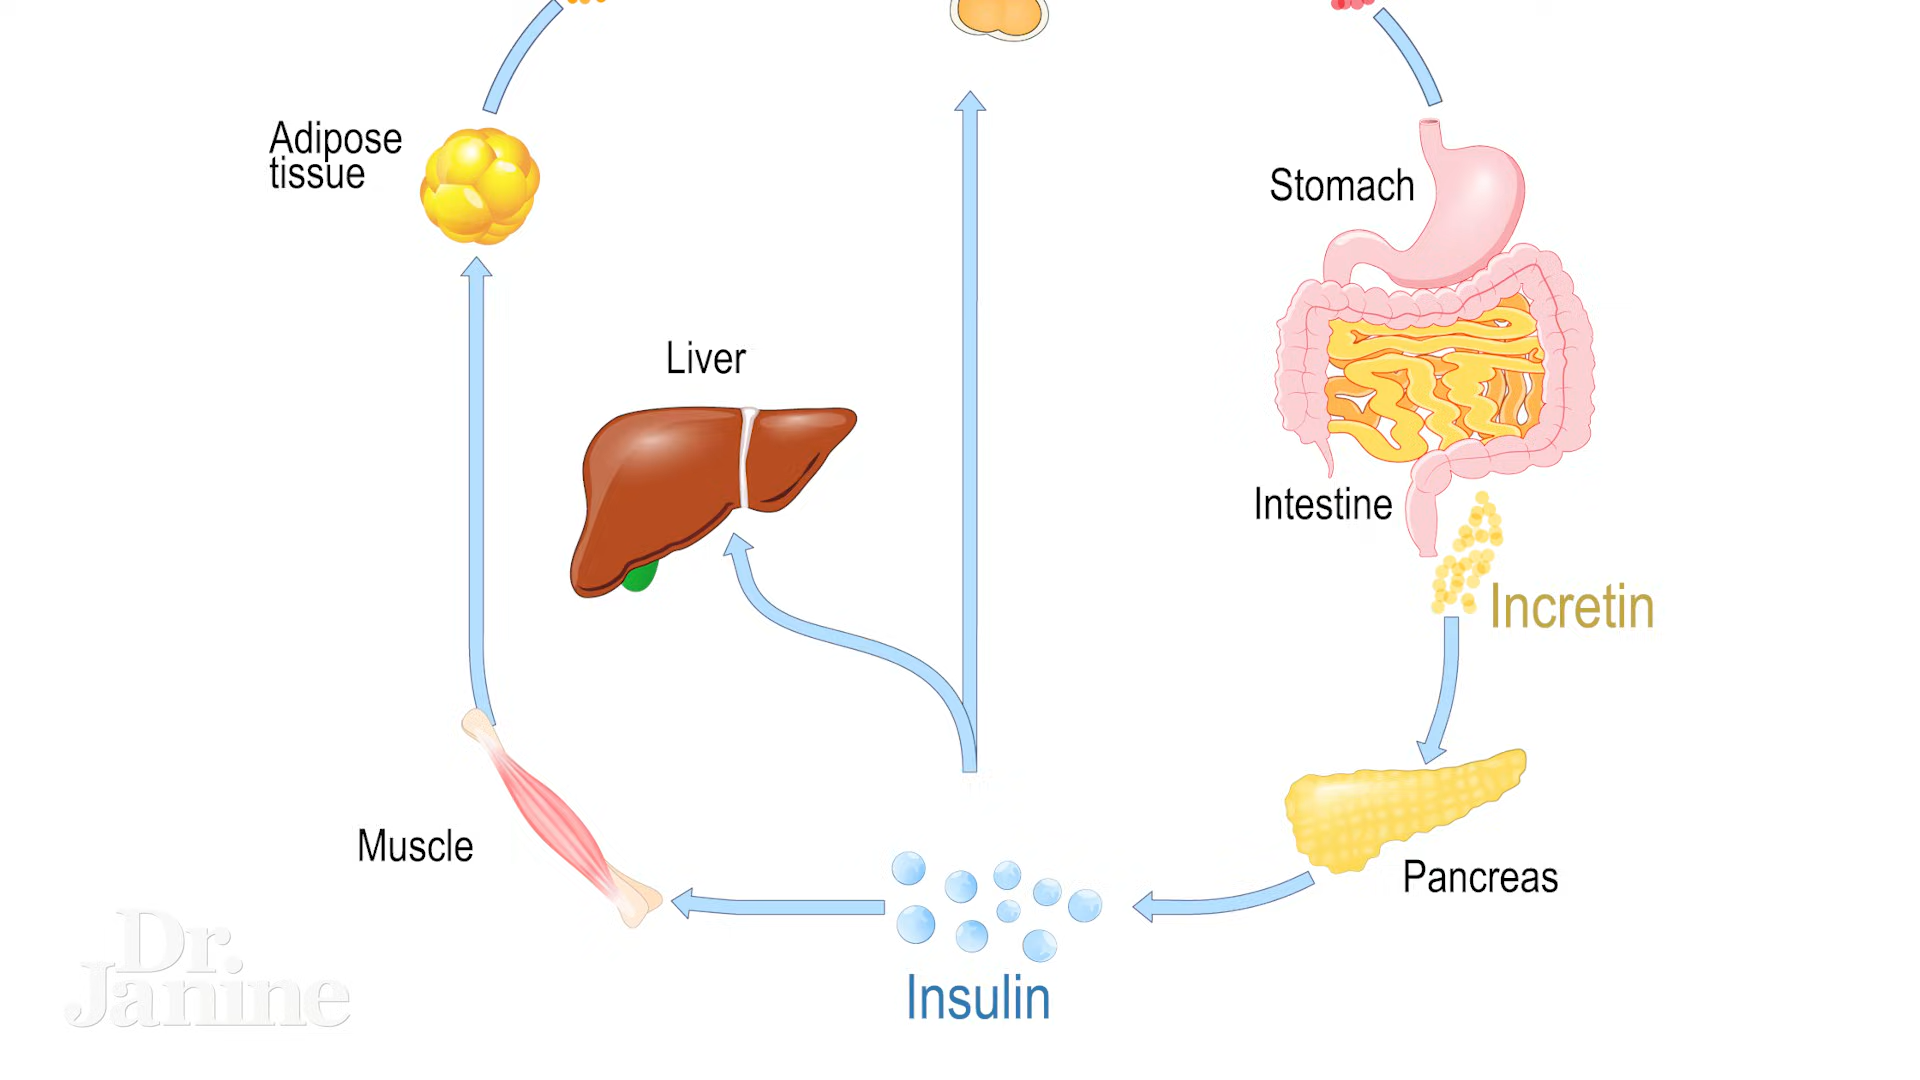 Adipose
tissue
Stomach
Liver
Intestine
Incretin
Muscle
Pancreas
Dr.
Janine
Insulin